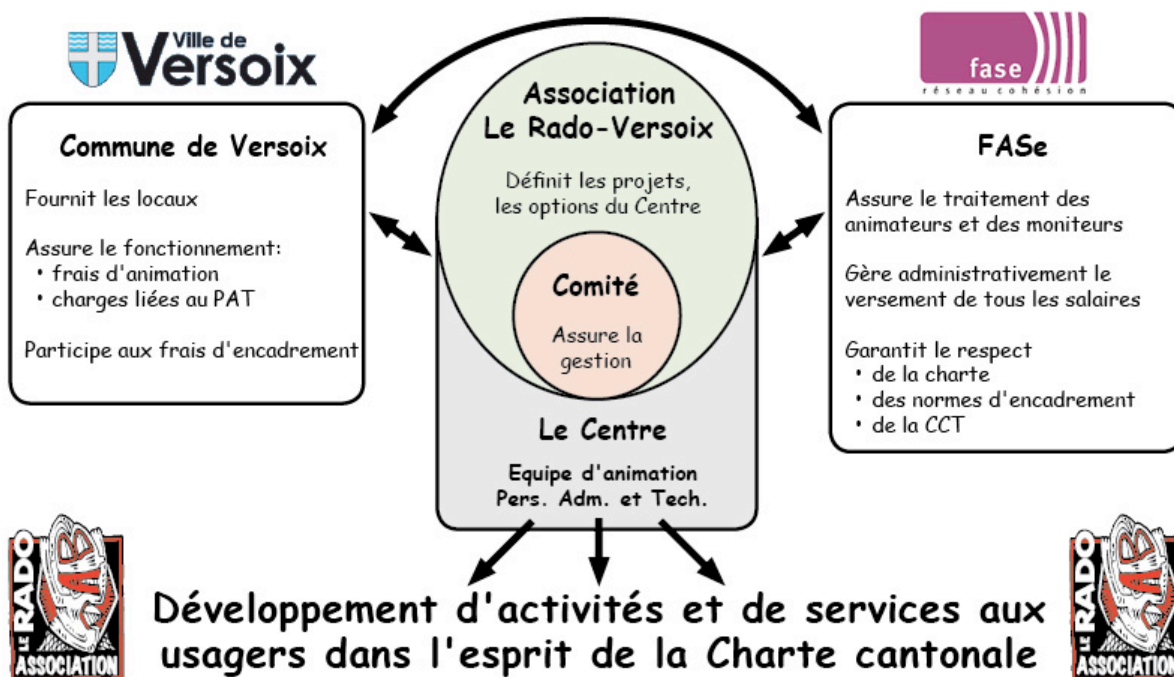 Ville de
Versoix
fase
réseau cohésion
Commune de Versoix
Fournit les locaux
Assure le fonctionnement:
• frais d'animation
• charges liées au PAT
Participe aux frais d'encadrement
Association
Le Rado-Versoix
Définit les projets,
les options du Centre
Comité
Assure la
gestion
Le Centre
Equipe d'animation
Pers. Adm. et Tech.
FASe
Assure le traitement des
animateurs et des moniteurs
Gère administrativement le
versement de tous les salaires
Garantit le respect
• de la charte
• des normes d'encadrement
• de la CCT
LE RADO
ASSOCIATION
Développement d'activités et de services aux
usagers dans l'esprit de la Charte cantonale
LE RADO
ASSOCIATION